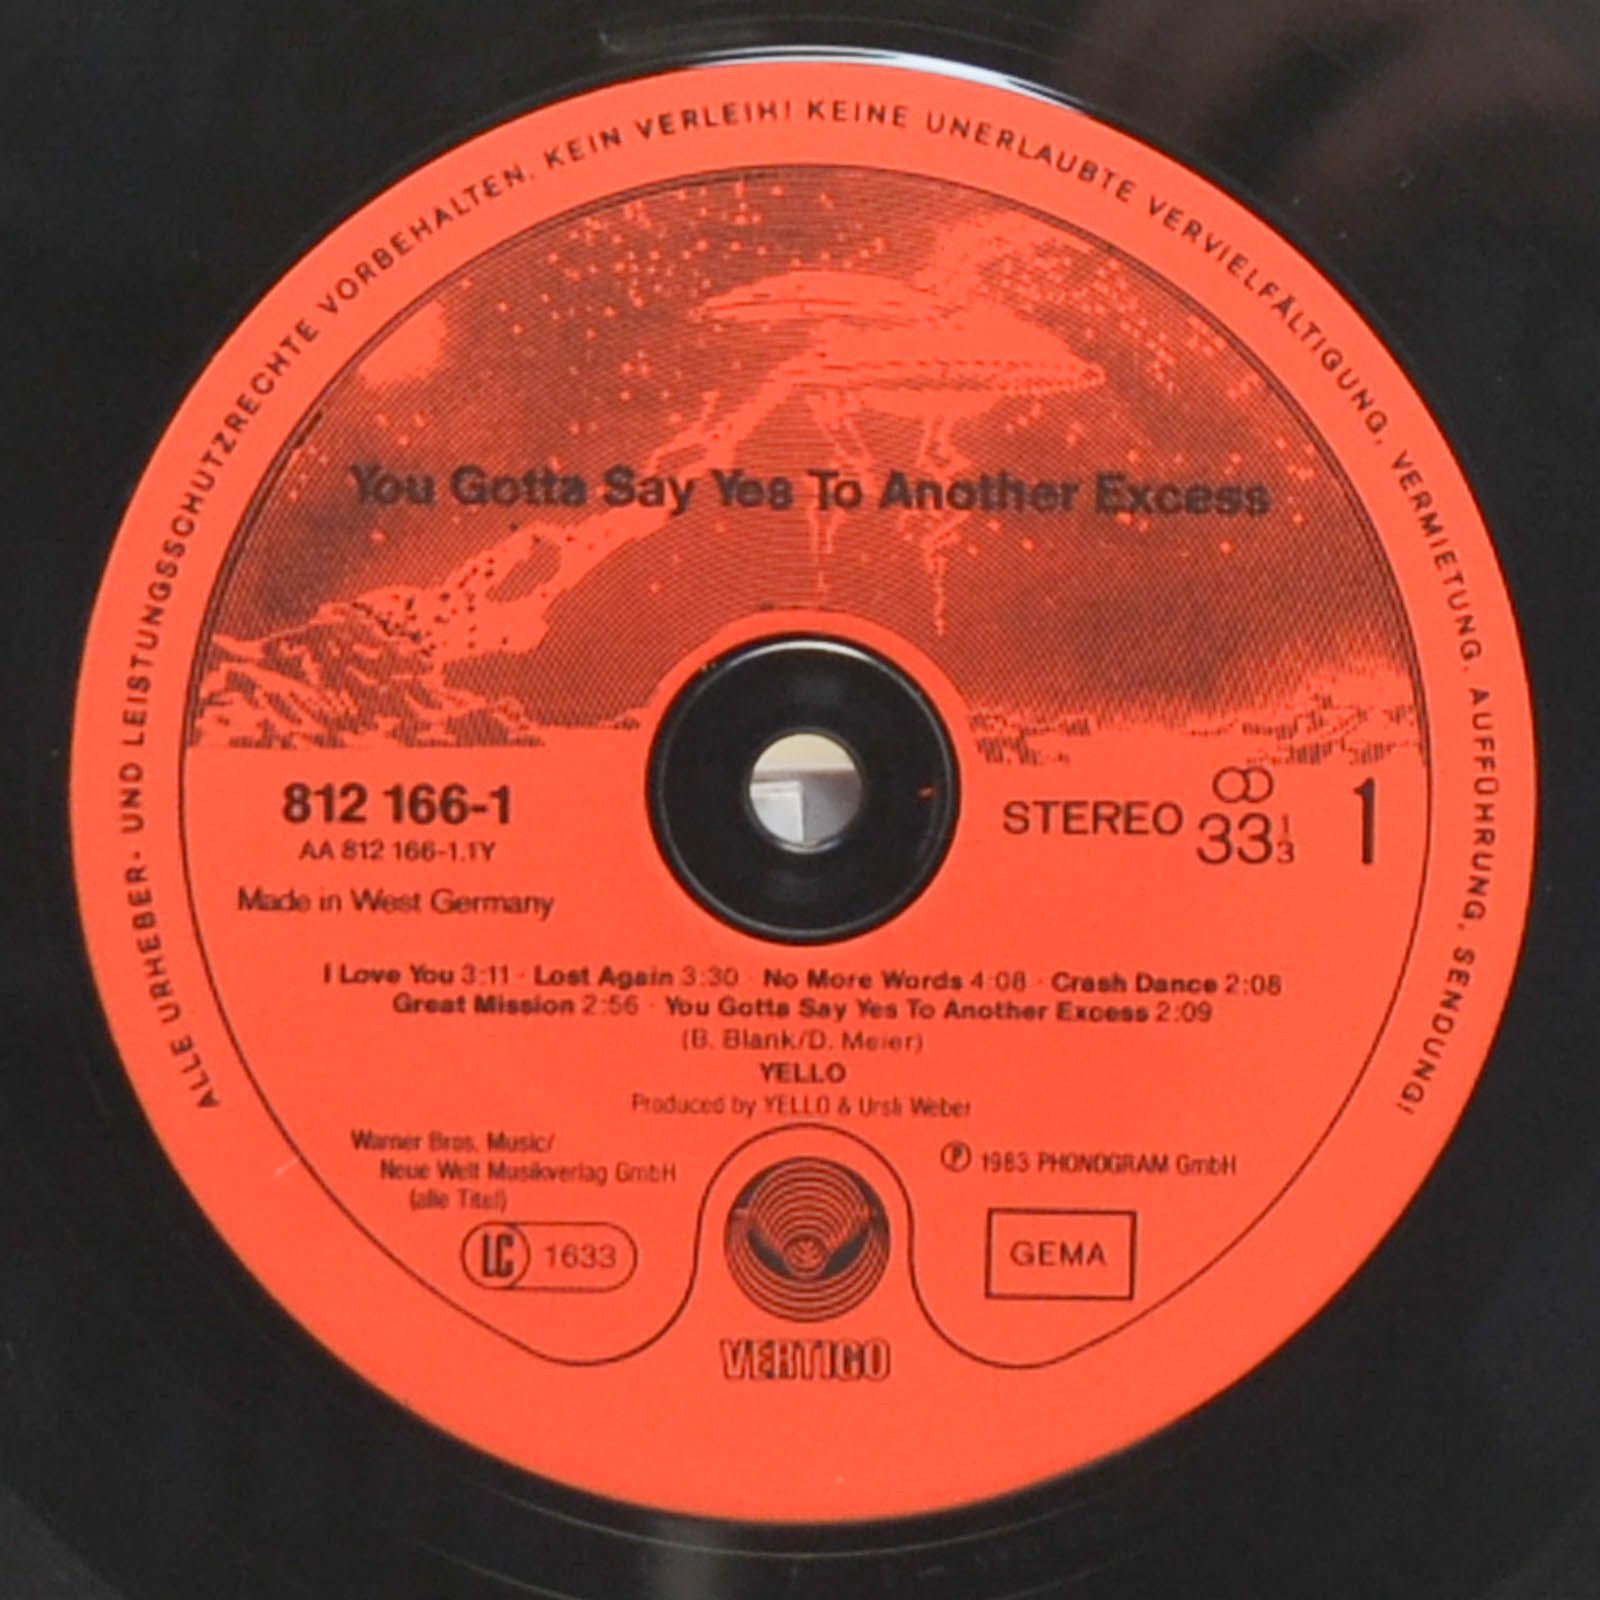 ALLE URHEBER- UND LEISTUNGSSCHUTZRECHTE VORBEHALTEN. KEIN VERLEIH! KEINE UNERLAUBTE VERVIELFÄLTIGUNG, VERMIETUNG, AUFFÜHRUNG, SENDUNG!
You Gotta Say Yes To Another Excess
812 166-1
AA 812 166-1.1Y
Made in West Germany
STEREO 33 1/3 1
I Love You 3:11 · Lost Again 3:30 · No More Words 4:08 · Crash Dance 2:08
Great Mission 2:56 · You Gotta Say Yes To Another Excess 2:09
(B. Blank/D. Meier)
YELLO
Produced by YELLO & Ursli Weber
Warner Bros. Music/
Neue Welt Musikverlag GmbH
(alle Titel)
℗ 1983 PHONOGRAM GmbH
LC 1633
GEMA
VERTIGO